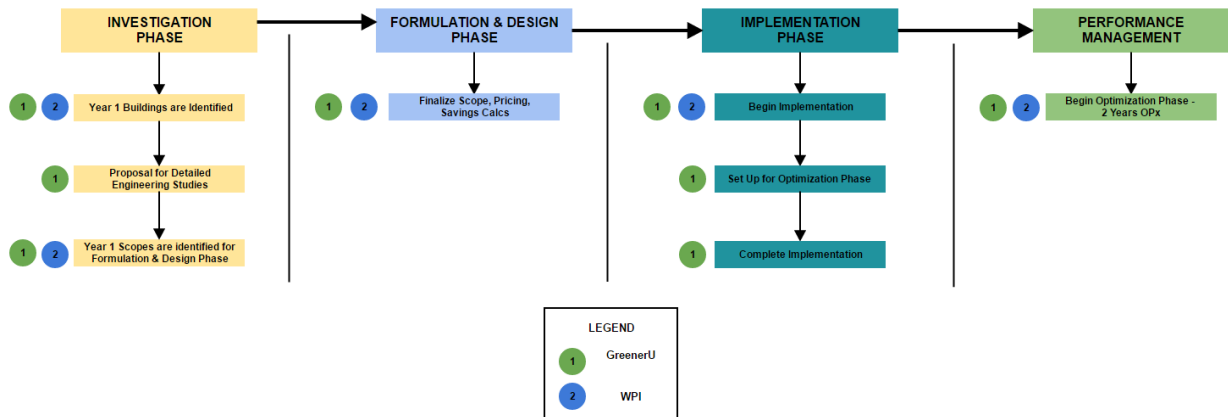 INVESTIGATION
PHASE
1
2
Year 1 Buildings are Identified
1
Proposal for Detailed
Engineering Studies
1
2
Year 1 Scopes are identified for
Formulation & Design Phase
FORMULATION & DESIGN
PHASE
1
2
Finalize Scope, Pricing,
Savings Calcs
IMPLEMENTATION
PHASE
1
2
Begin Implementation
1
Set Up for Optimization Phase
1
Complete Implementation
PERFORMANCE
MANAGEMENT
1
2
Begin Optimization Phase -
2 Years OPx
LEGEND
1
GreenerU
2
WPI